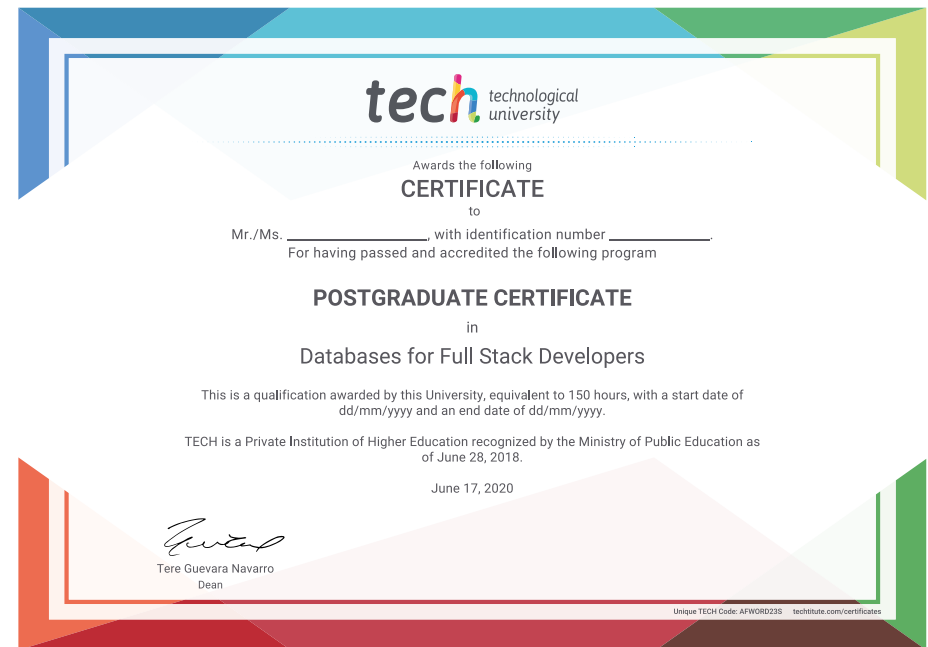 tech technological
university
Awards the following
CERTIFICATE
to
Mr./Ms. ____________________, with identification number ______________.
For having passed and accredited the following program
POSTGRADUATE CERTIFICATE
in
Databases for Full Stack Developers
This is a qualification awarded by this University, equivalent to 150 hours, with a start date of
dd/mm/yyyy and an end date of dd/mm/yyyy.
TECH is a Private Institution of Higher Education recognized by the Ministry of Public Education as
of June 28, 2018.
June 17, 2020
Tere Guevara Navarro
Dean
Unique TECH Code: AFWORD23S techtitute.com/certificates